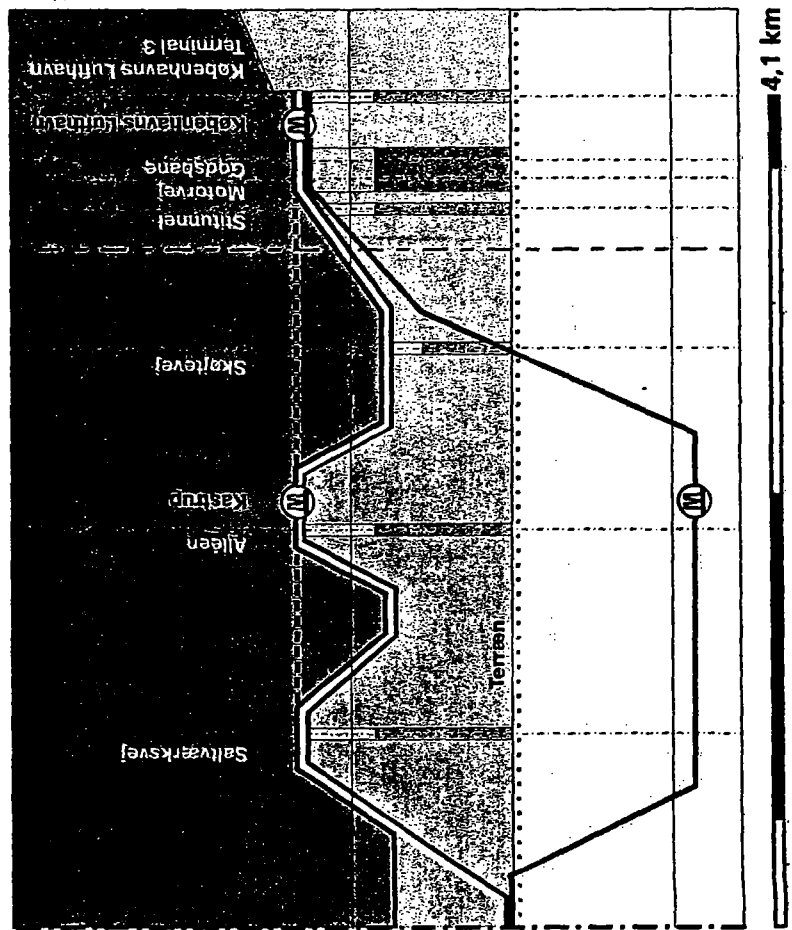 4,1 km
Københavns Lufthavn
Terminal 3
Københavns Lufthavn
Godsbane
Motorvej
Stitunnel
Skøjtevej
Kastrup
Alléen
Saltværksvej
Terræn
M
M
M